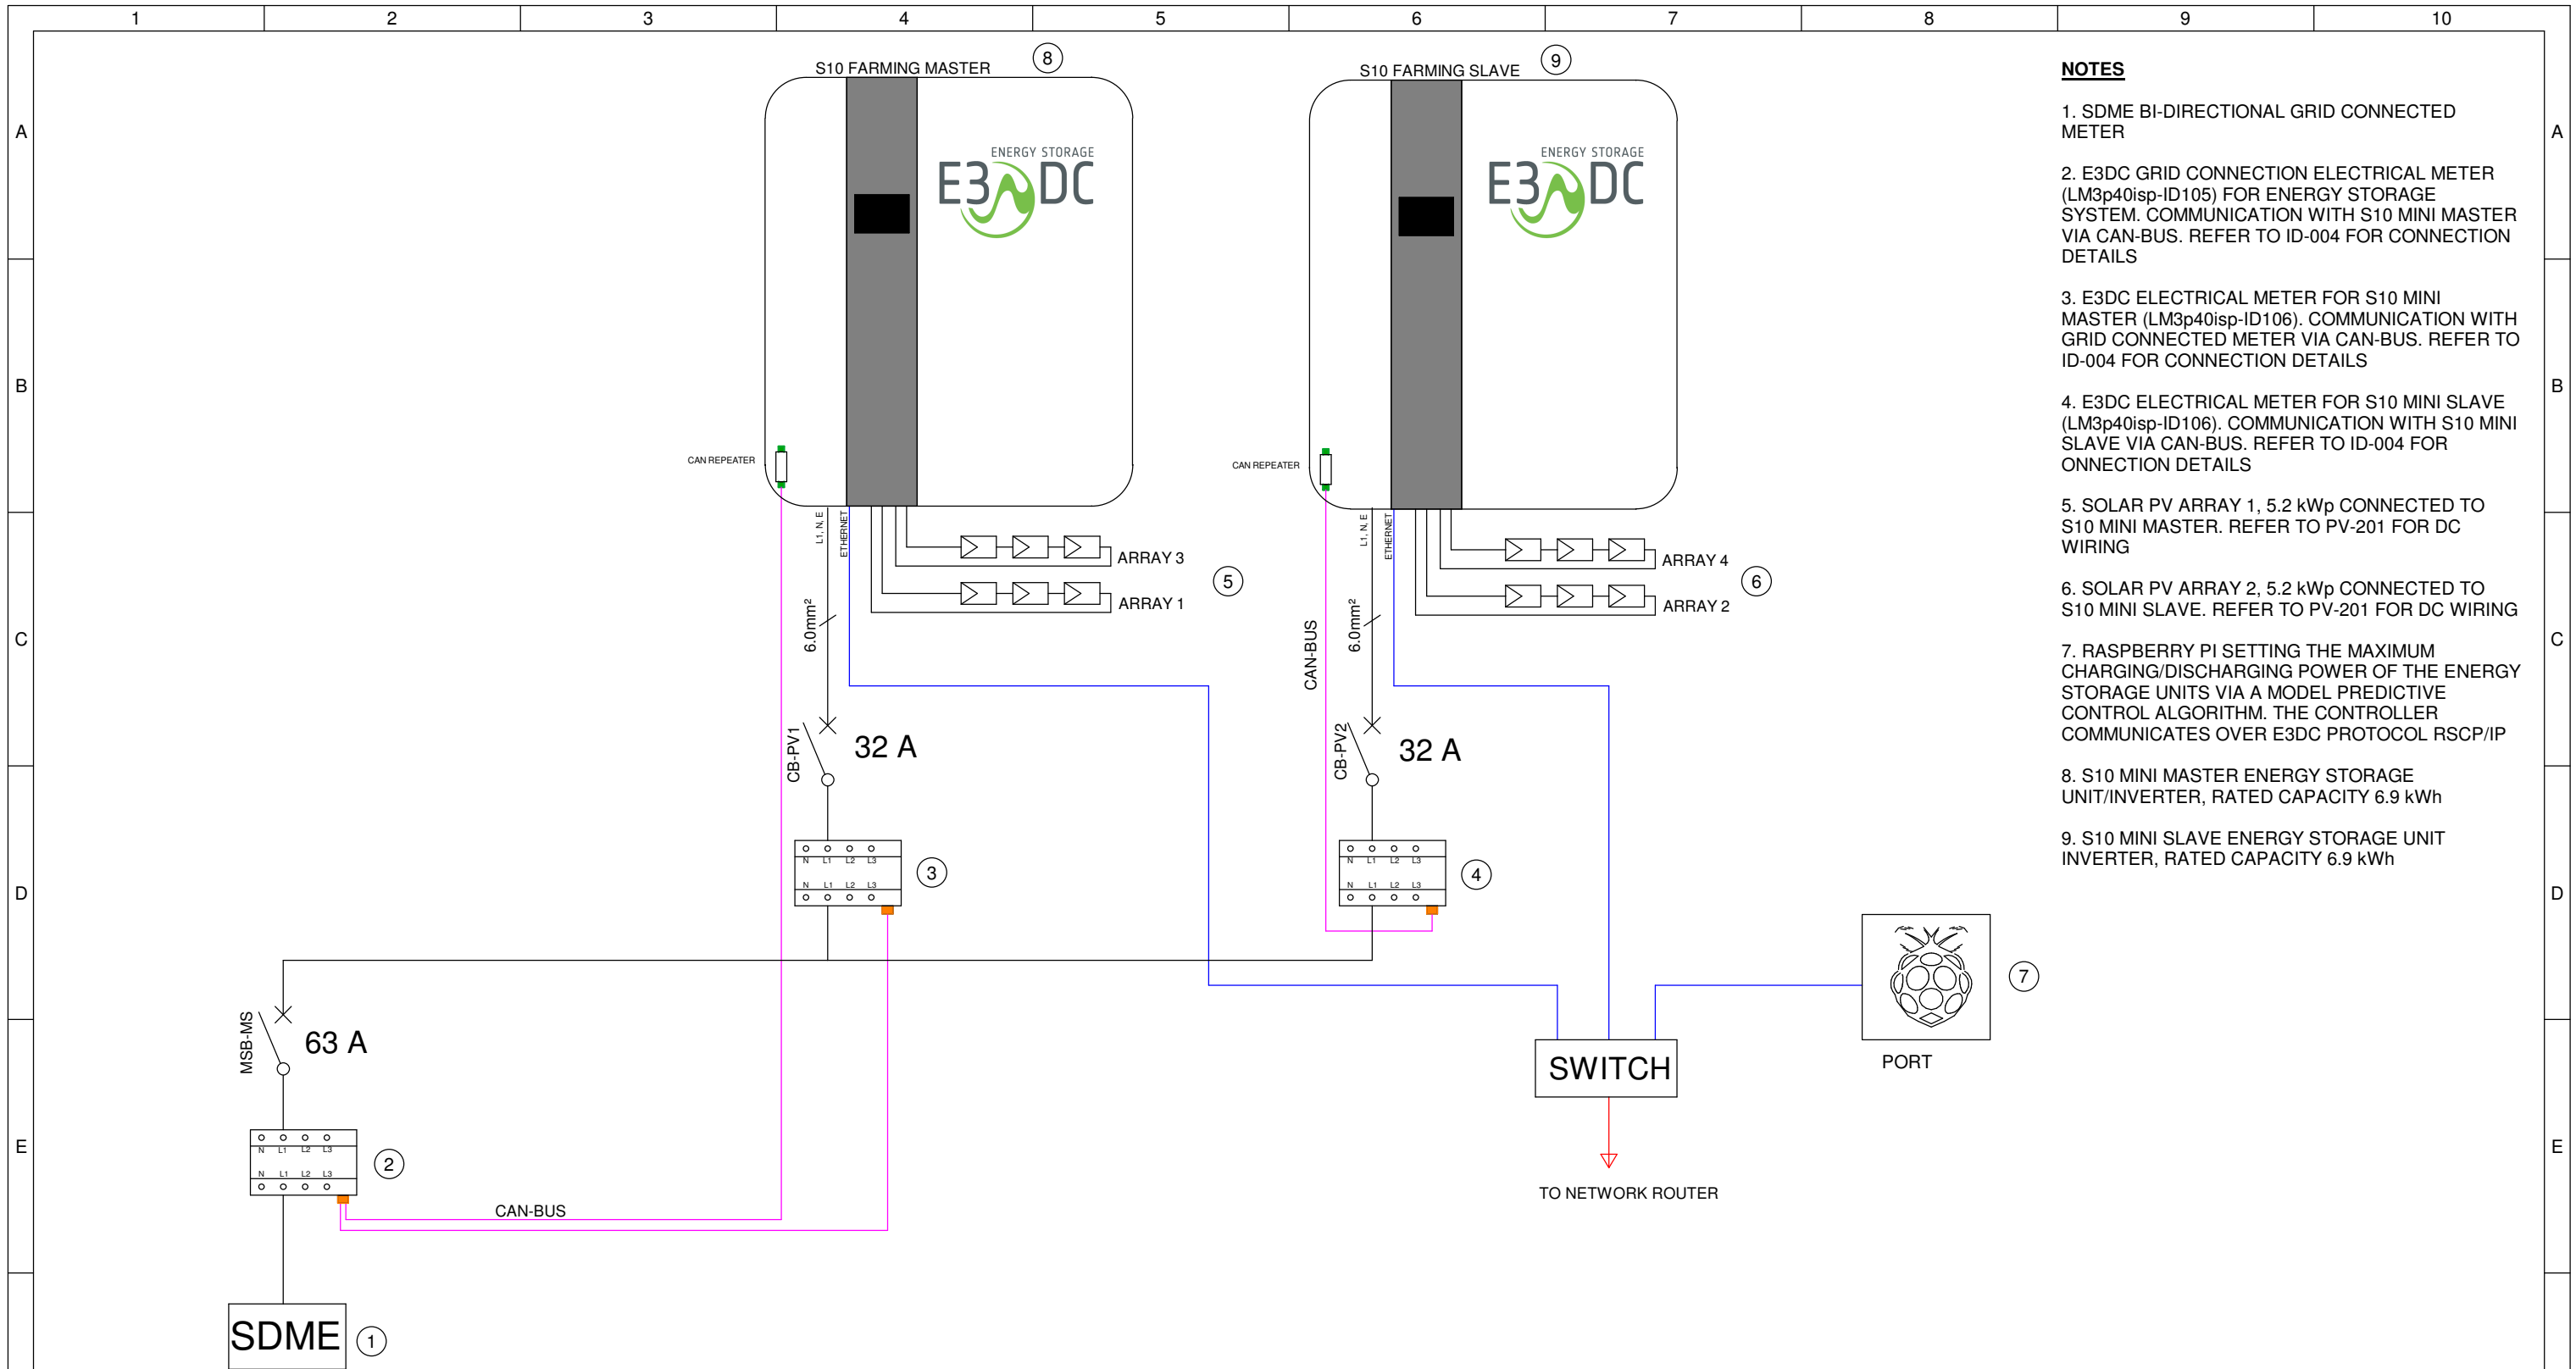 1 2 3 4 5 6 7 8 9 10
A A
B B
C C
D D
E E
S10 FARMING MASTER
8
ENERGY STORAGE
E3 DC
CAN REPEATER
L1, N, E
ETHERNET
ARRAY 3
ARRAY 1
5
6.0mm²
CB-PV1
32 A
N L1 L2 L3
N L1 L2 L3
3
S10 FARMING SLAVE
9
ENERGY STORAGE
E3 DC
CAN REPEATER
L1, N, E
ETHERNET
ARRAY 4
ARRAY 2
6
CAN-BUS
6.0mm²
CB-PV2
32 A
N L1 L2 L3
N L1 L2 L3
4
MSB-MS
63 A
N L1 L2 L3
N L1 L2 L3
2
CAN-BUS
SDME
1
SWITCH
TO NETWORK ROUTER
7
PORT
NOTES
1. SDME BI-DIRECTIONAL GRID CONNECTED
METER
2. E3DC GRID CONNECTION ELECTRICAL METER
(LM3p40isp-ID105) FOR ENERGY STORAGE
SYSTEM. COMMUNICATION WITH S10 MINI MASTER
VIA CAN-BUS. REFER TO ID-004 FOR CONNECTION
DETAILS
3. E3DC ELECTRICAL METER FOR S10 MINI
MASTER (LM3p40isp-ID106). COMMUNICATION WITH
GRID CONNECTED METER VIA CAN-BUS. REFER TO
ID-004 FOR CONNECTION DETAILS
4. E3DC ELECTRICAL METER FOR S10 MINI SLAVE
(LM3p40isp-ID106). COMMUNICATION WITH S10 MINI
SLAVE VIA CAN-BUS. REFER TO ID-004 FOR
ONNECTION DETAILS
5. SOLAR PV ARRAY 1, 5.2 kWp CONNECTED TO
S10 MINI MASTER. REFER TO PV-201 FOR DC
WIRING
6. SOLAR PV ARRAY 2, 5.2 kWp CONNECTED TO
S10 MINI SLAVE. REFER TO PV-201 FOR DC WIRING
7. RASPBERRY PI SETTING THE MAXIMUM
CHARGING/DISCHARGING POWER OF THE ENERGY
STORAGE UNITS VIA A MODEL PREDICTIVE
CONTROL ALGORITHM. THE CONTROLLER
COMMUNICATES OVER E3DC PROTOCOL RSCP/IP
8. S10 MINI MASTER ENERGY STORAGE
UNIT/INVERTER, RATED CAPACITY 6.9 kWh
9. S10 MINI SLAVE ENERGY STORAGE UNIT
INVERTER, RATED CAPACITY 6.9 kWh